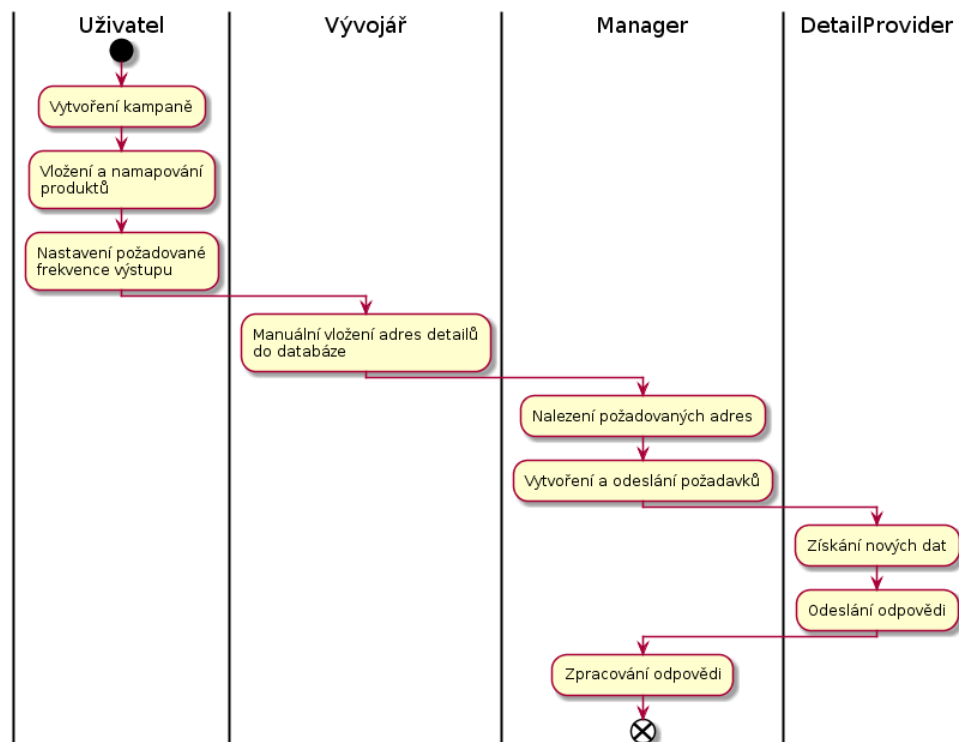 Uživatel
Vývojář
Manager
DetailProvider
Vytvoření kampaně
Vložení a namapování
produktů
Nastavení požadované
frekvence výstupu
Manuální vložení adres detailů
do databáze
Nalezení požadovaných adres
Vytvoření a odeslání požadavků
Získání nových dat
Odeslání odpovědi
Zpracování odpovědi